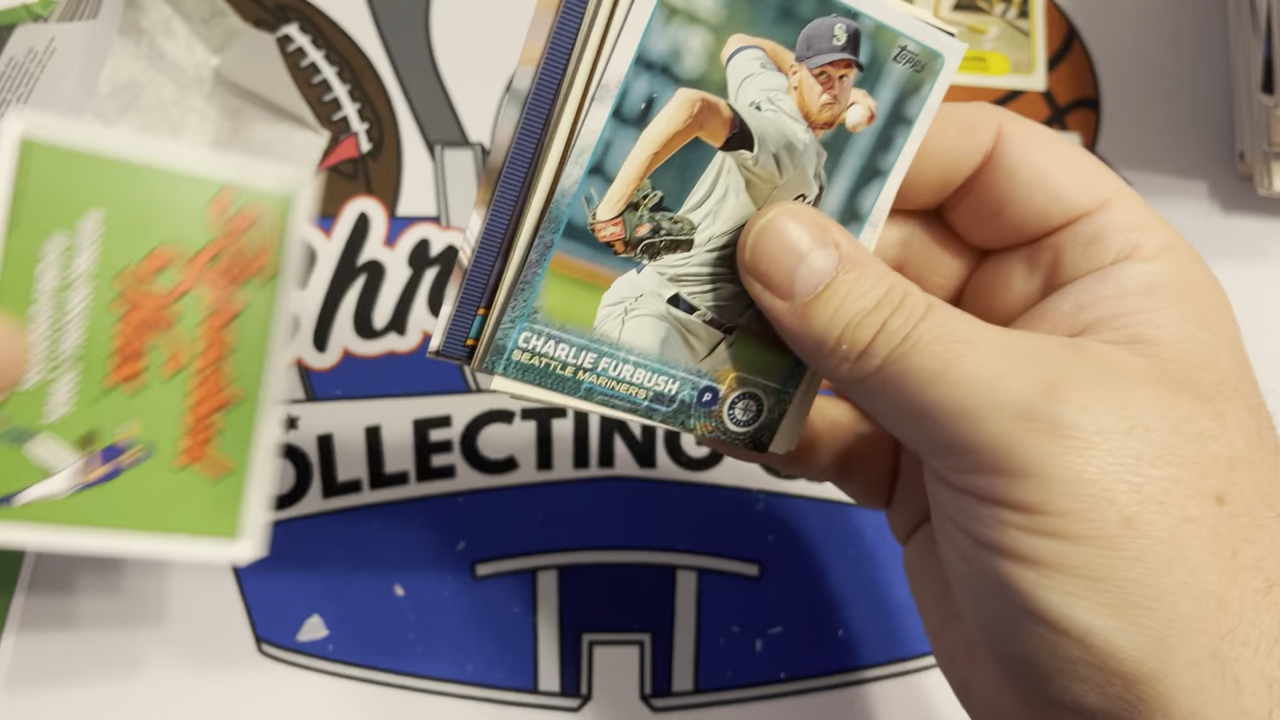 Topps
S
CHARLIE FURBUSH
SEATTLE MARINERS
P
hr
OLLECTING